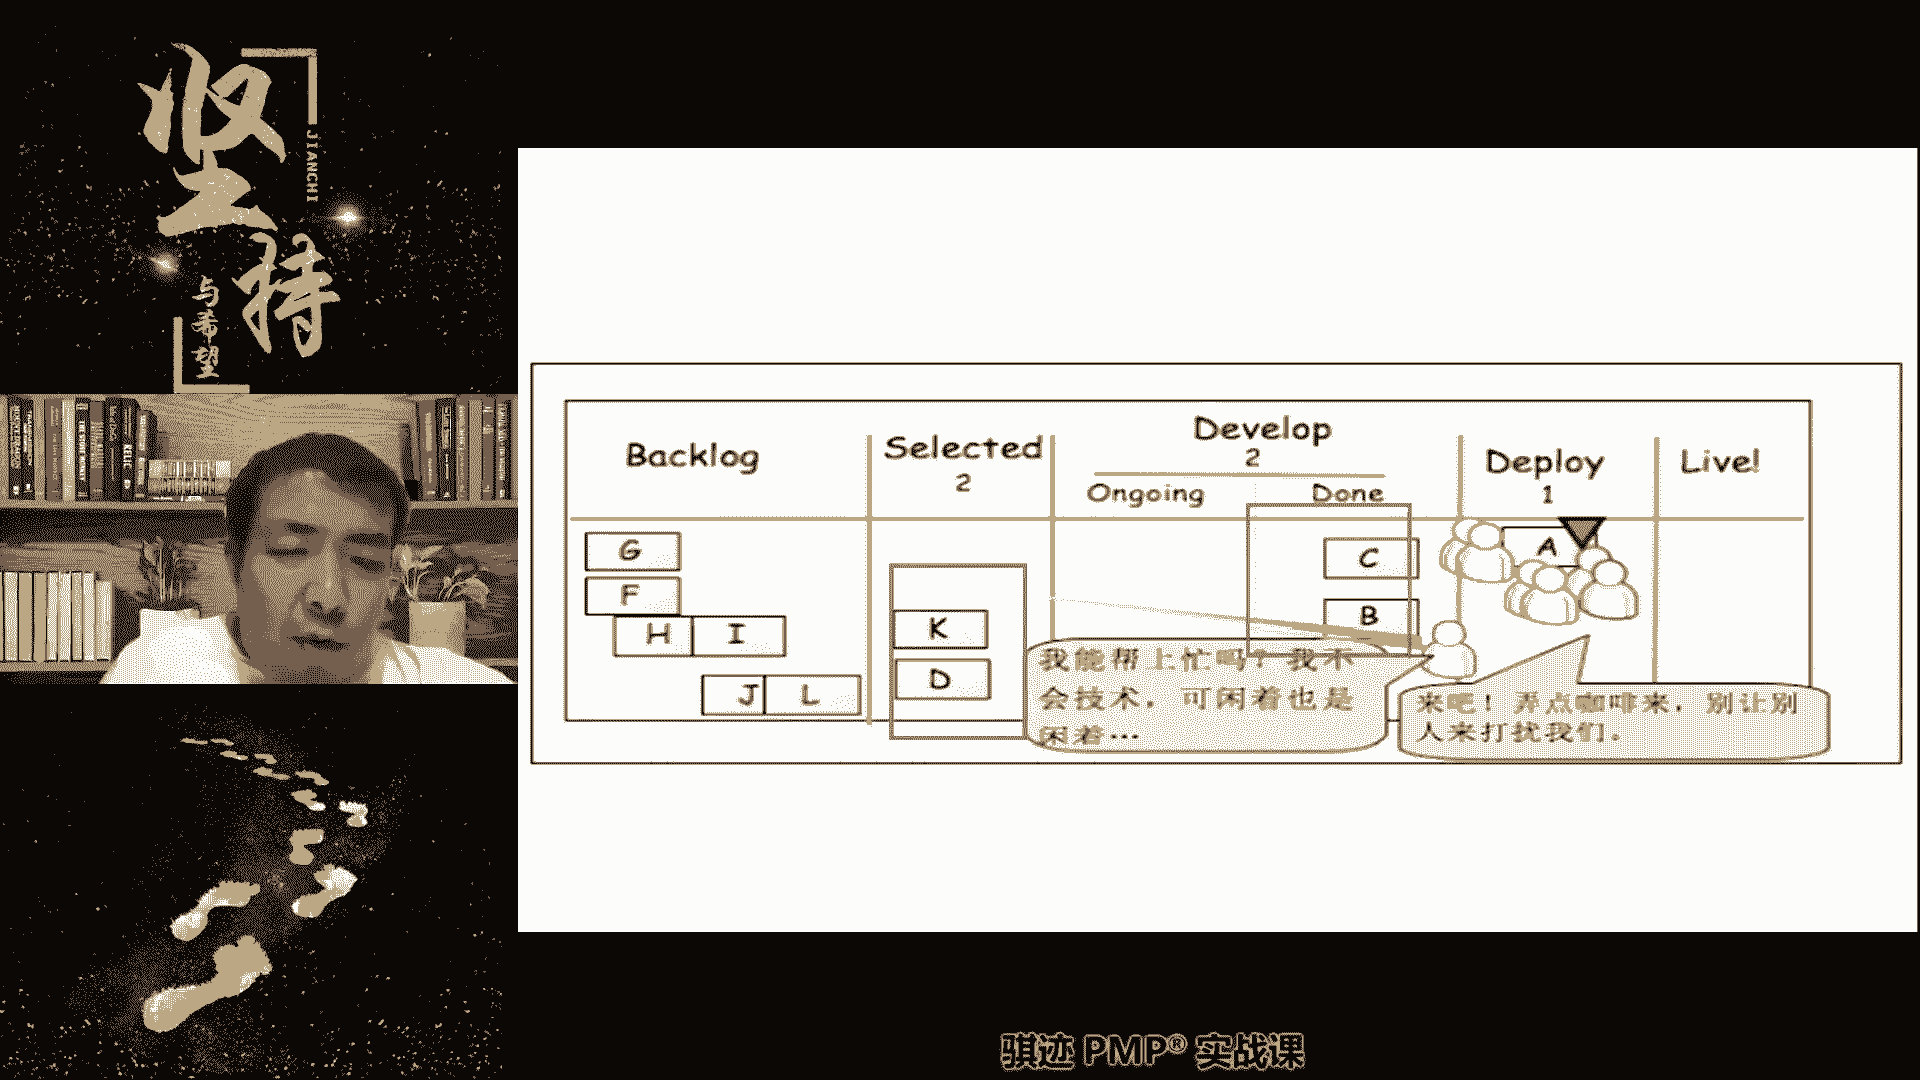 坚持
JIANCHI
与希望
Backlog
Selected
2
Develop
2
Ongoing
Done
Deploy
1
Live!
G
F
H I
J L
K
D
C
B
A
我能帮上忙吗？我不
会技术，可闲着也是
闲着…
来吧！弄点咖啡来，别让别
人来打扰我们。
骐迹 PMP® 实战课